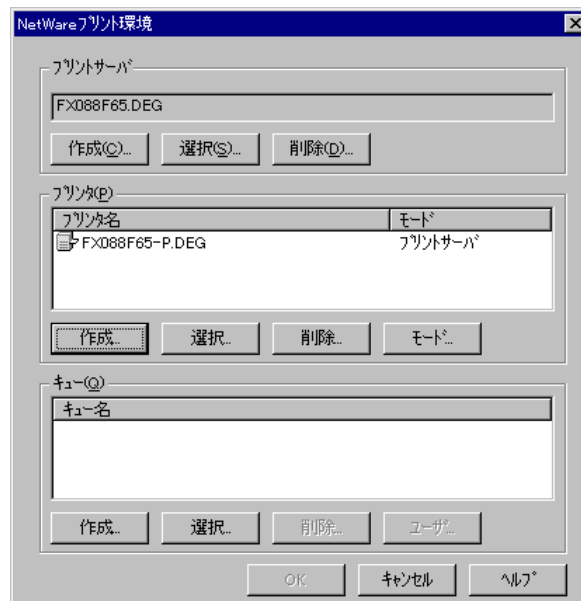 NetWareﾌﾟﾘﾝﾄ環境
ﾌﾟﾘﾝﾄｻｰﾊﾞ
FX088F65.DEG
作成(C)... 選択(S)... 削除(D)...
ﾌﾟﾘﾝﾀ(P)
ﾌﾟﾘﾝﾀ名 ﾓｰﾄﾞ
FX088F65-P.DEG ﾌﾟﾘﾝﾄｻｰﾊﾞ
作成... 選択... 削除... ﾓｰﾄﾞ...
ｷｭｰ(Q)
ｷｭｰ名
作成... 選択... 削除... ﾕｰｻﾞ...
OK ｷｬﾝｾﾙ ﾍﾙﾌﾟ